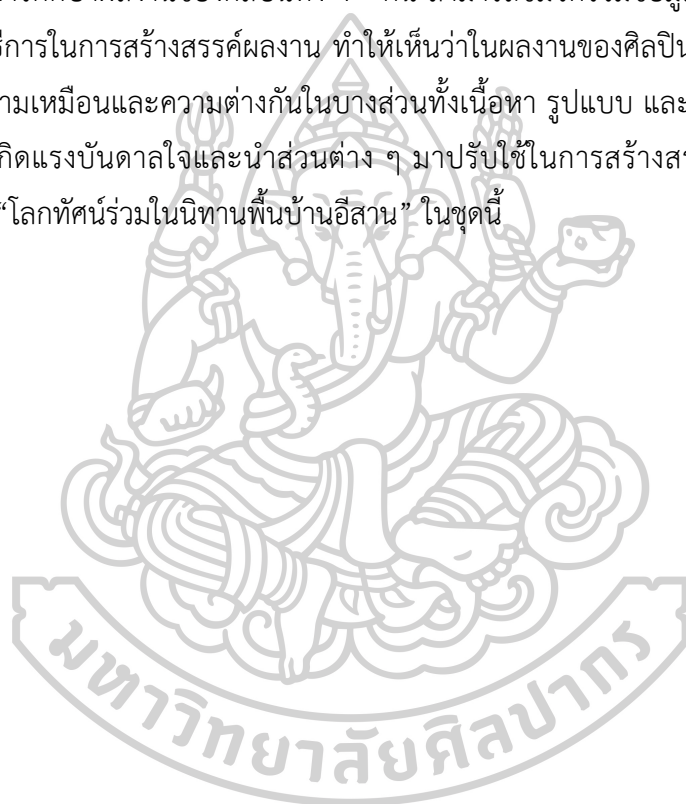 วิธีการในการสร้างสรรค์ผลงาน ทำให้เห็นว่าในผลงานของศิลปิน
ามเหมือนและความต่างกันในบางส่วนทั้งเนื้อหา รูปแบบ และ
กิดแรงบันดาลใจและนำส่วนต่าง ๆ มาปรับใช้ในการสร้างสร
“โลกทัศน์ร่วมในนิทานพื้นบ้านอีสาน” ในชุดนี้
มหาวิทยาลัยศิลปากร